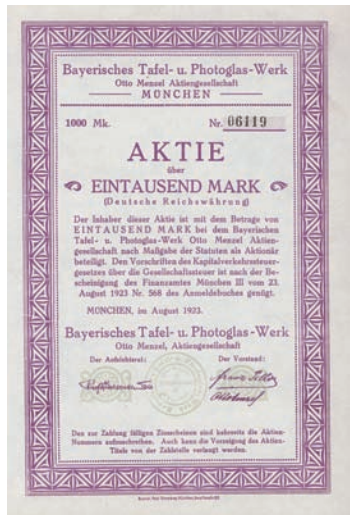 Bayerisches Tafel- u. Photoglas-Werk
Otto Menzel Aktiengesellschaft
MÜNCHEN
1000 Mk. Nr. 06119
AKTIE
über
EINTAUSEND MARK
(Deutsche Reichswährung)
Der Inhaber dieser Aktie ist mit dem Betrage von
EINTAUSEND MARK bei dem Bayerischen
Tafel- u. Photoglas-Werk Otto Menzel Aktien-
gesellschaft nach Maßgabe der Statuten als Aktionär
beteiligt. Den Vorschriften des Kapitalverkehrsteuer-
gesetzes über die Gesellschaftssteuer ist nach der Be-
scheinigung des Finanzamtes München III vom 23.
August 1923 Nr. 568 des Anmeldebuches genügt.
MÜNCHEN, im August 1923.
Bayerisches Tafel- u. Photoglas-Werk
Otto Menzel, Aktiengesellschaft
Der Aufsichtsrat: Der Vorstand:
Den zur Zahlung fälligen Zinsscheinen sind die Aktien-
Nummern aufzuschreiben. Auch kann die Vorzeigung des Aktien-
Titels von der Zahlstelle verlangt werden.